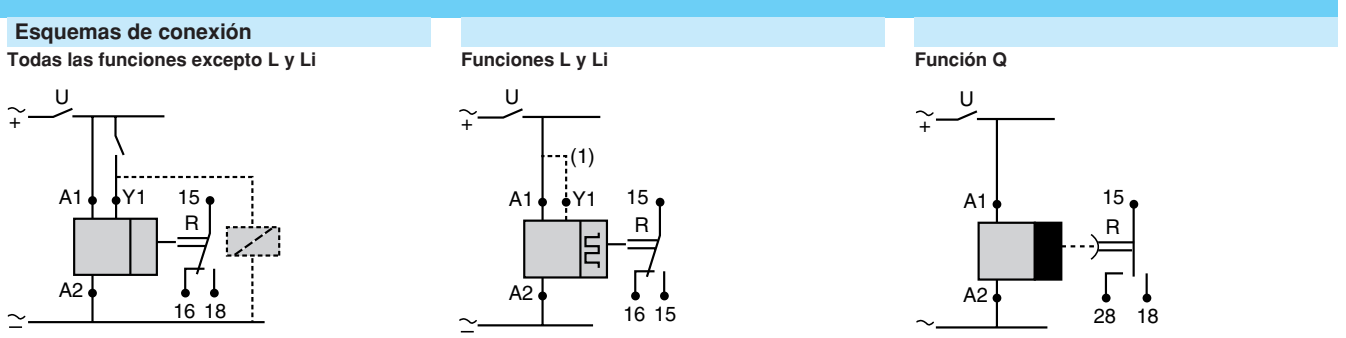 Esquemas de conexión
Todas las funciones excepto L y Li
U
~
+
A1
Y1
15
R
A2
16 18
~
–
Funciones L y Li
U
~
+
(1)
A1
Y1
15
R
A2
16 15
~
–
Función Q
U
~
+
A1
15
R
A2
28 18
~